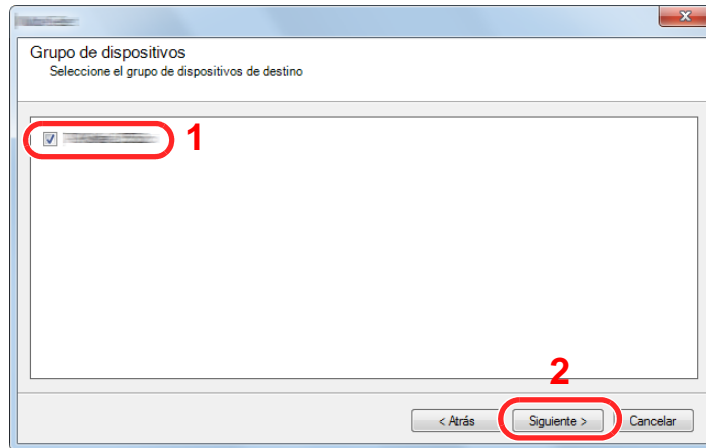 Grupo de dispositivos
Seleccione el grupo de dispositivos de destino
1
2
< Atrás
Siguiente >
Cancelar